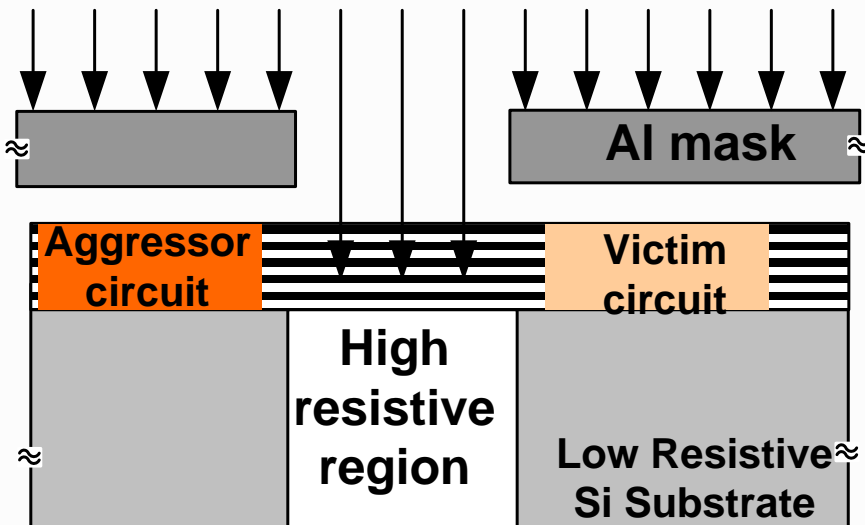 Al mask
Aggressor
circuit
Victim
circuit
High
resistive
region
Low Resistive
Si Substrate